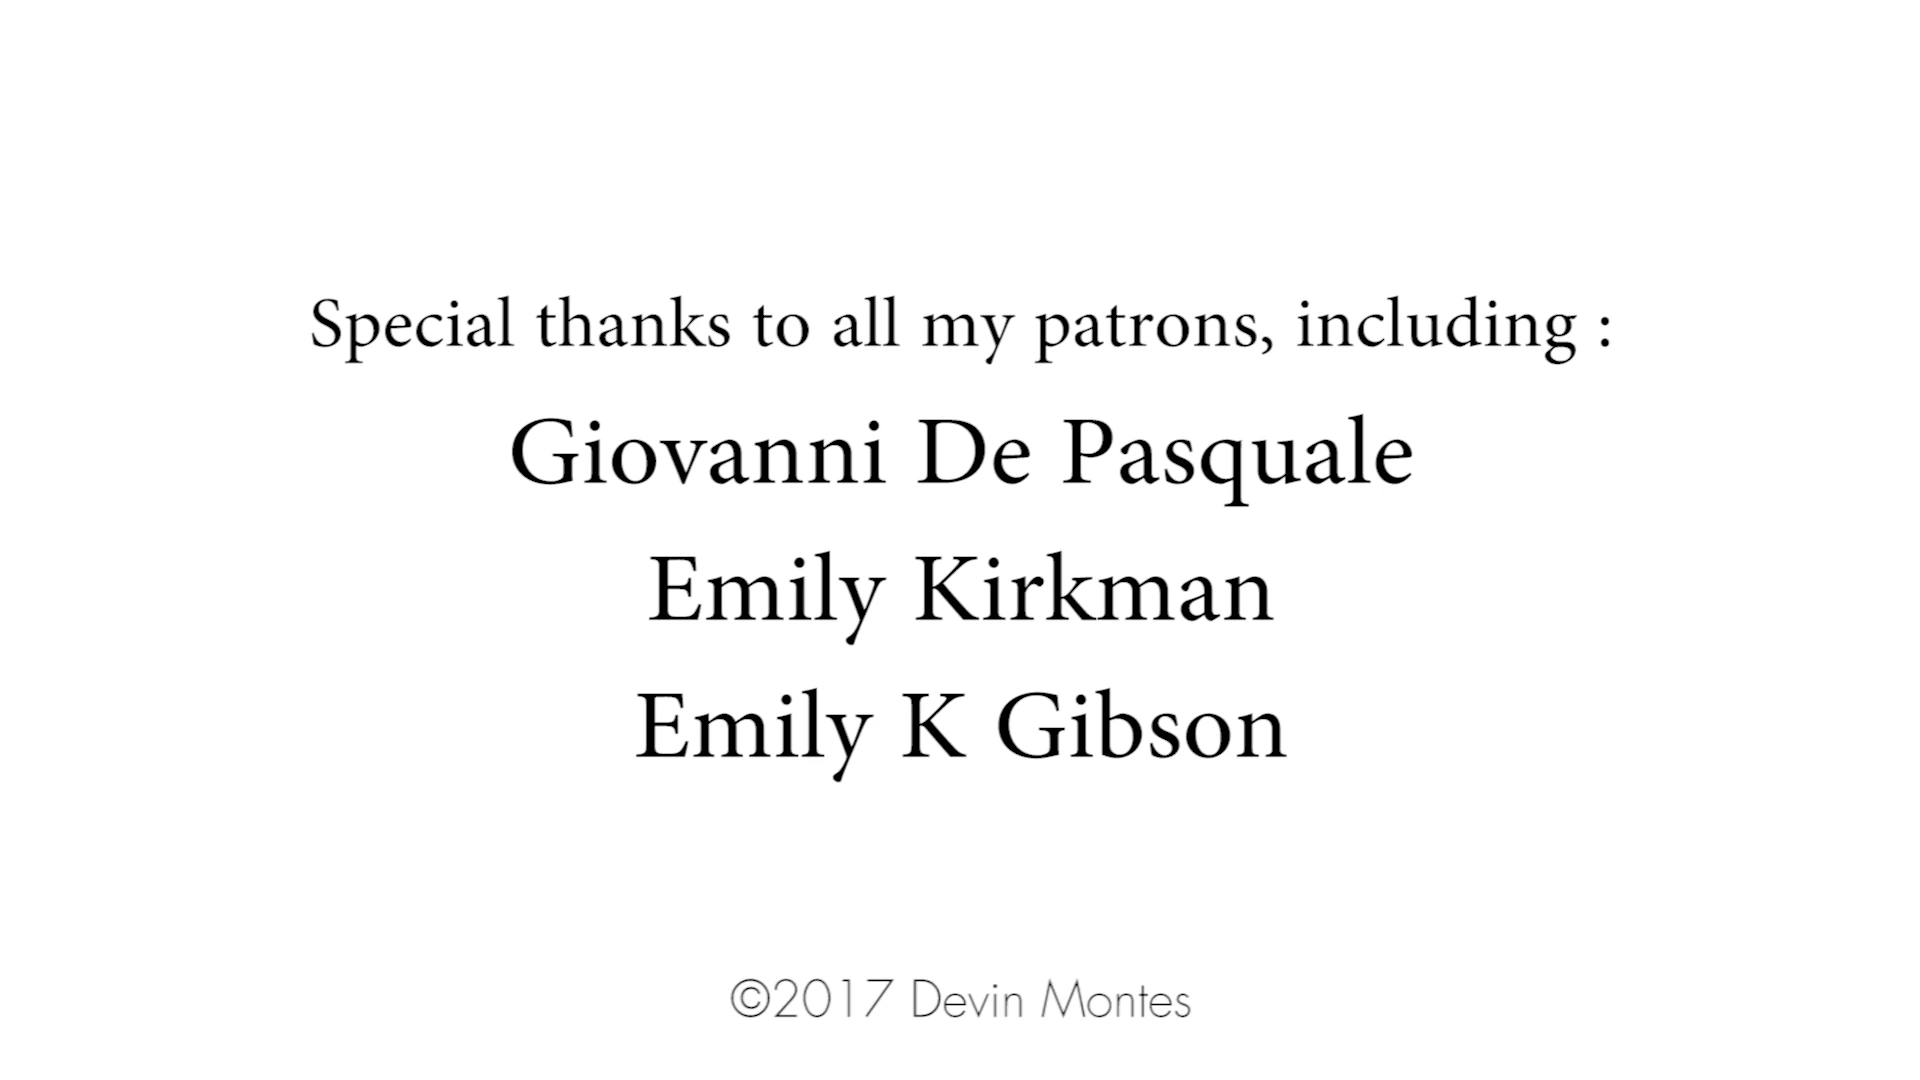 Special thanks to all my patrons, including :
Giovanni De Pasquale
Emily Kirkman
Emily K Gibson
©2017 Devin Montes